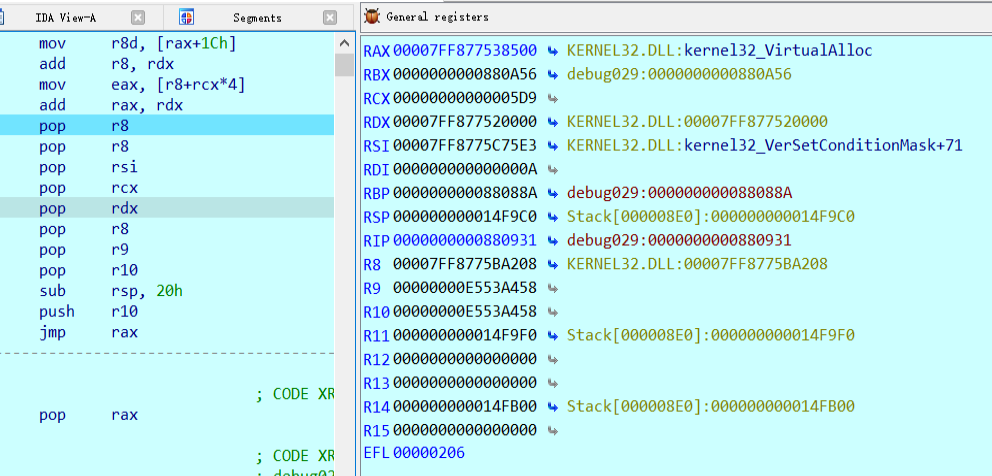 IDA View-A Segments
mov r8d, [rax+1Ch]
add r8, rdx
mov eax, [r8+rcx*4]
add rax, rdx
pop r8
pop r8
pop rsi
pop rcx
pop rdx
pop r8
pop r9
pop r10
sub rsp, 20h
push r10
jmp rax
; CODE XR
pop rax
; CODE XR
General registers
RAX 00007FF877538500 KERNEL32.DLL:kernel32_VirtualAlloc
RBX 0000000000880A56 debug029:0000000000880A56
RCX 00000000000005D9
RDX 00007FF877520000 KERNEL32.DLL:00007FF877520000
RSI 00007FF8775C75E3 KERNEL32.DLL:kernel32_VerSetConditionMask+71
RDI 000000000000000A
RBP 000000000088088A debug029:000000000088088A
RSP 000000000014F9C0 Stack[000008E0]:000000000014F9C0
RIP 0000000000880931 debug029:0000000000880931
R8 00007FF8775BA208 KERNEL32.DLL:00007FF8775BA208
R9 00000000E553A458
R10 00000000E553A458
R11 000000000014F9F0 Stack[000008E0]:000000000014F9F0
R12 0000000000000000
R13 0000000000000000
R14 000000000014FB00 Stack[000008E0]:000000000014FB00
R15 0000000000000000
EFL 00000206